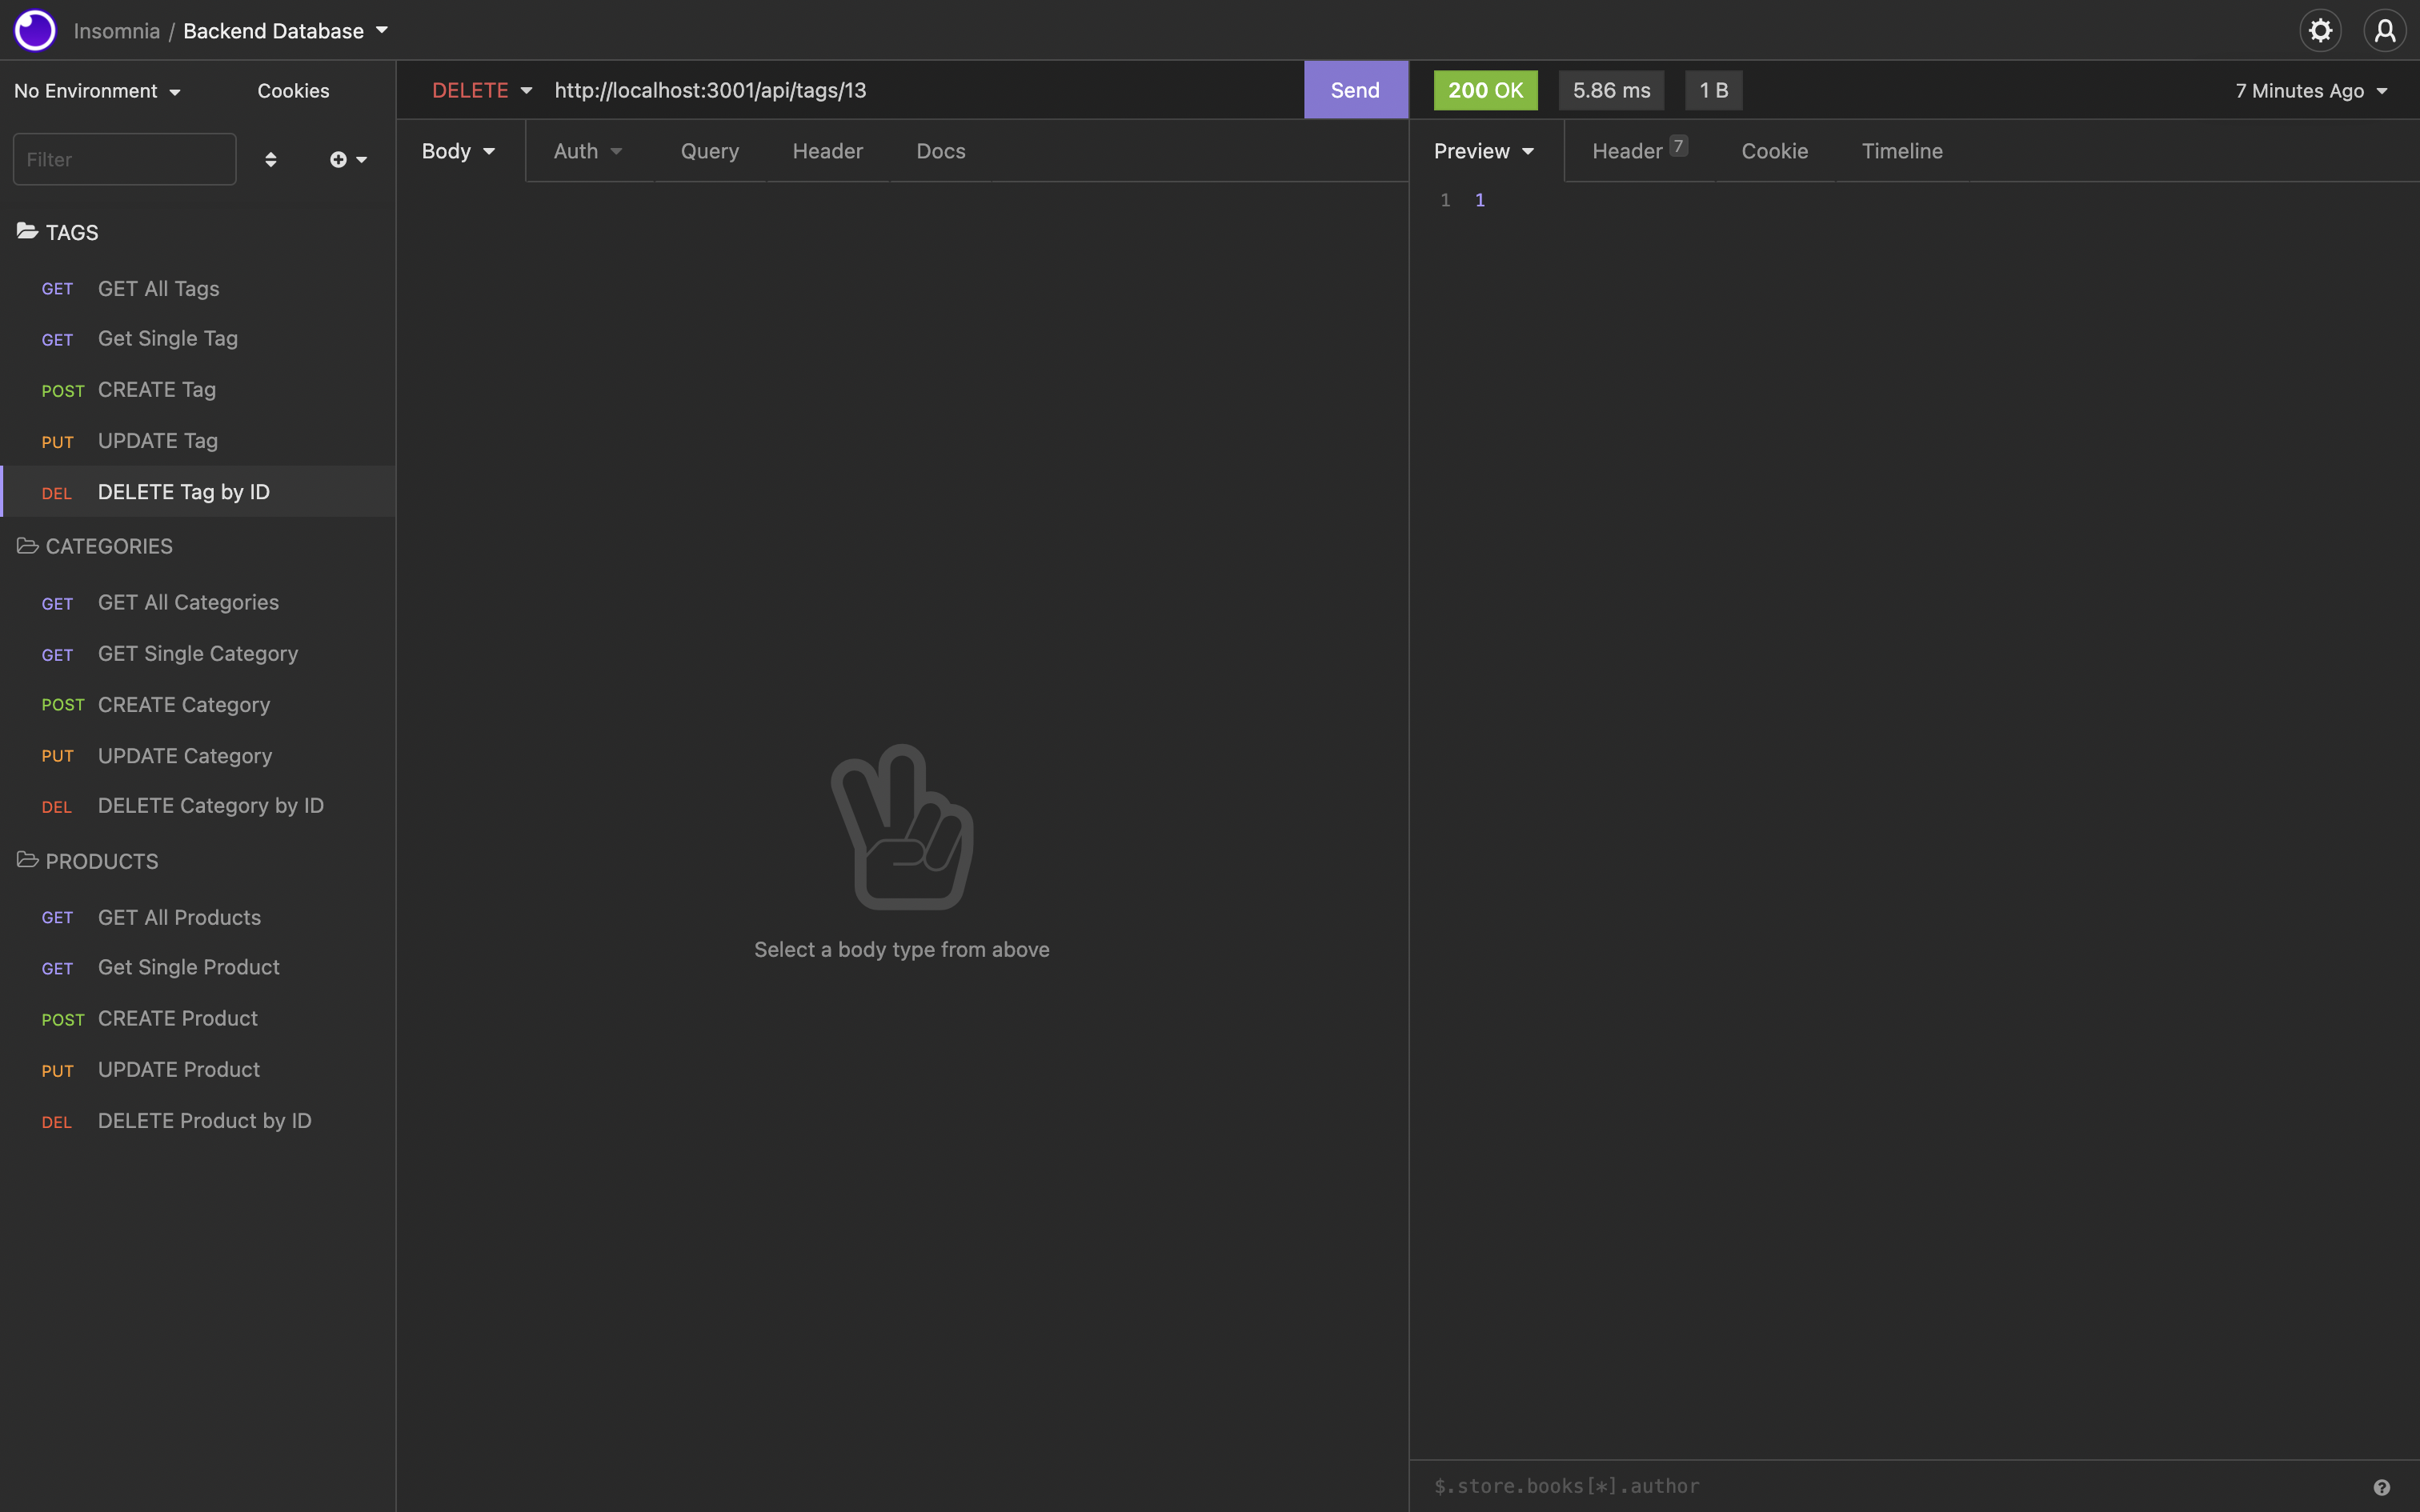 Insomnia / Backend Database
No Environment
Cookies
Filter
TAGS
GET GET All Tags
GET Get Single Tag
POST CREATE Tag
PUT UPDATE Tag
DEL DELETE Tag by ID
CATEGORIES
GET GET All Categories
GET GET Single Category
POST CREATE Category
PUT UPDATE Category
DEL DELETE Category by ID
PRODUCTS
GET GET All Products
GET Get Single Product
POST CREATE Product
PUT UPDATE Product
DEL DELETE Product by ID
DELETE http://localhost:3001/api/tags/13 Send
Body Auth Query Header Docs
Select a body type from above
200 OK 5.86 ms 1 B 7 Minutes Ago
Preview Header 7 Cookie Timeline
1 1
$.store.books[*].author